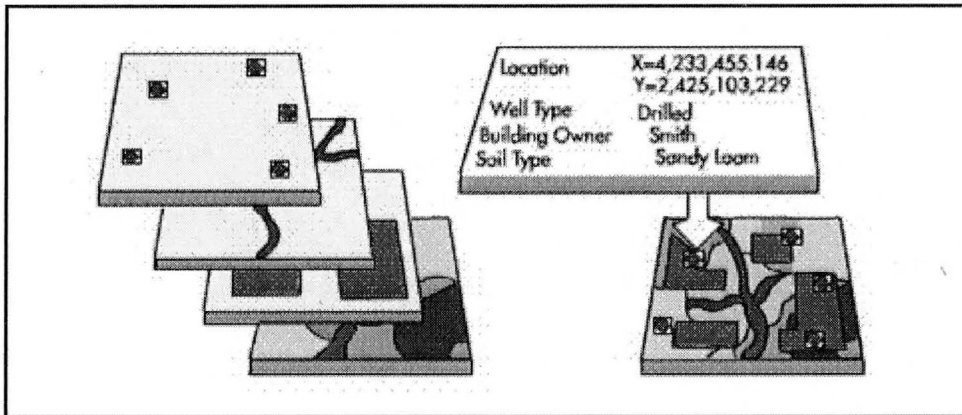 Location X=4,233,455.146
Y=2,425,103,229
Well Type Drilled
Building Owner Smith
Soil Type Sandy Loam